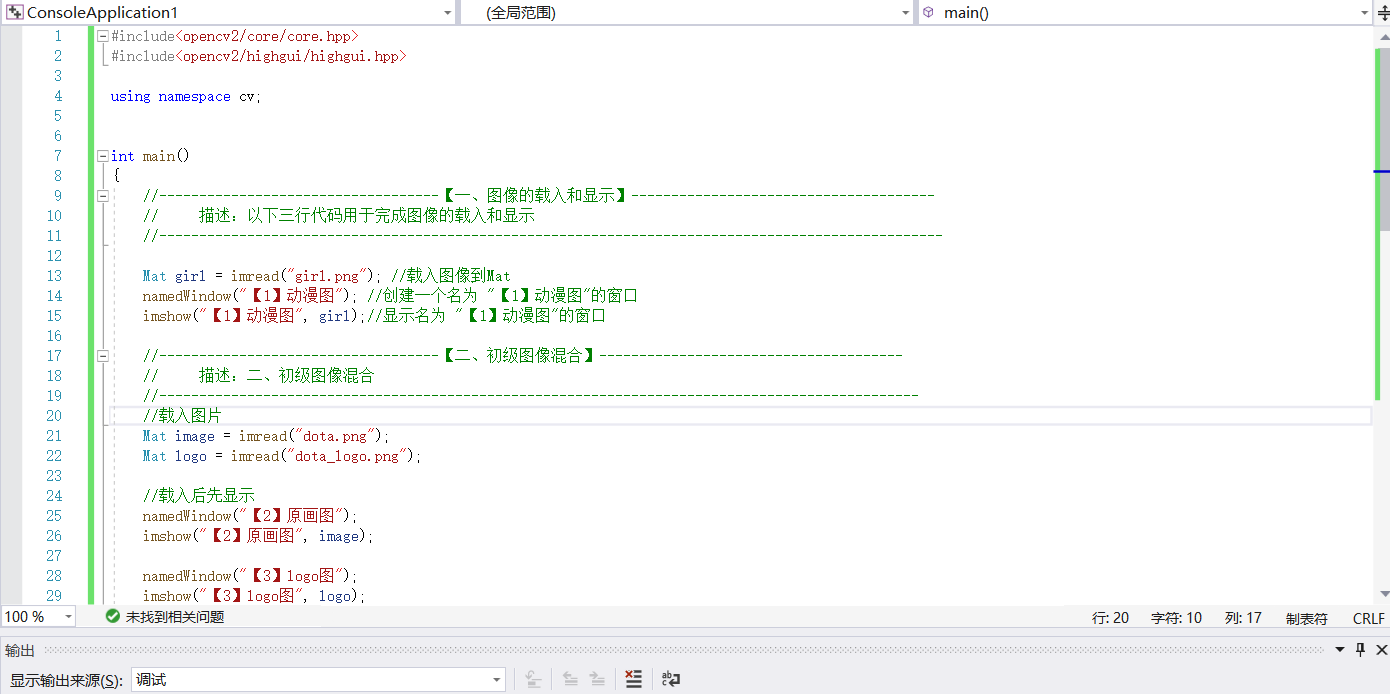 ConsoleApplication1 (全局范围) main()
1 #include<opencv2/core/core.hpp>
2 #include<opencv2/highgui/highgui.hpp>
3
4 using namespace cv;
5
6
7 int main()
8 {
9 //-----------------------------------【一、图像的载入和显示】--------------------------------------
10 // 描述：以下三行代码用于完成图像的载入和显示
11 //--------------------------------------------------------------------------------------------------
12
13 Mat girl = imread("girl.png"); //载入图像到Mat
14 namedWindow("【1】动漫图"); //创建一个名为 "【1】动漫图"的窗口
15 imshow("【1】动漫图", girl);//显示名为 "【1】动漫图"的窗口
16
17 //-----------------------------------【二、初级图像混合】--------------------------------------
18 // 描述：二、初级图像混合
19 //-----------------------------------------------------------------------------------------------
20 //载入图片
21 Mat image = imread("dota.png");
22 Mat logo = imread("dota_logo.png");
23
24 //载入后先显示
25 namedWindow("【2】原画图");
26 imshow("【2】原画图", image);
27
28 namedWindow("【3】logo图");
29 imshow("【3】logo图", logo);
100 % 未找到相关问题 行: 20 字符: 10 列: 17 制表符 CRLF
输出
显示输出来源(S): 调试